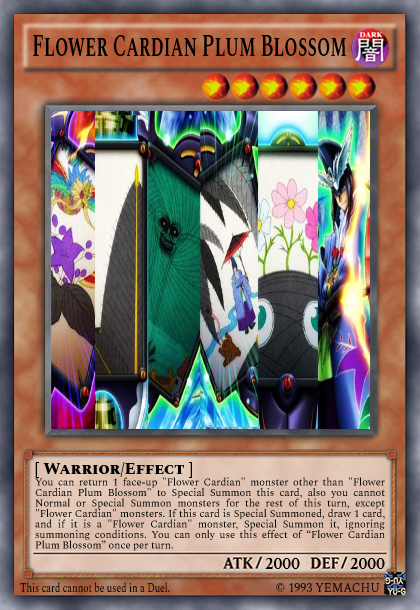 Flower Cardian Plum Blossom
DARK
闇
[ Warrior/Effect ]
You can return 1 face-up "Flower Cardian" monster other than "Flower
Cardian Plum Blossom" to Special Summon this card, also you cannot
Normal or Special Summon monsters for the rest of this turn, except
"Flower Cardian" monsters. If this card is Special Summoned, draw 1 card,
and if it is a "Flower Cardian" monster, Special Summon it, ignoring
summoning conditions. You can only use this effect of "Flower Cardian
Plum Blossom" once per turn.
ATK / 2000 DEF / 2000
This card cannot be used in a Duel.
© 1993 YEMACHU